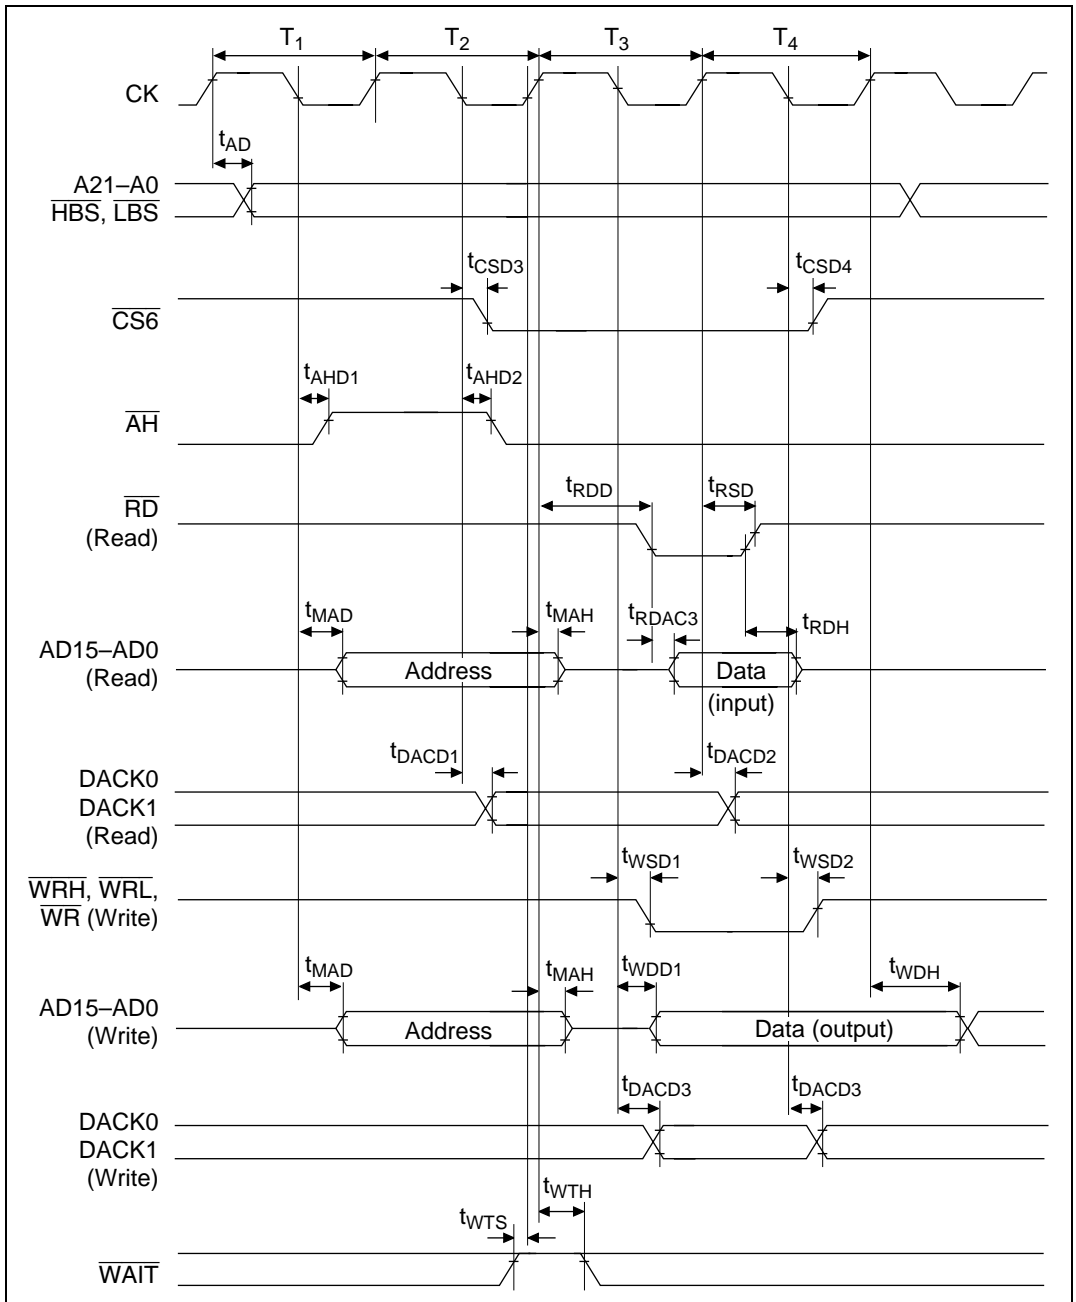 T1 T2 T3 T4
CK
tAD
A21–A0
HBS, LBS
tCSD3 tCSD4
CS6
tAHD1 tAHD2
AH
tRDD tRSD
RD
(Read)
tMAD tMAH tRDAC3 tRDH
AD15–AD0
(Read)
Address Data
(input)
tDACD1 tDACD2
DACK0
DACK1
(Read)
tWSD1 tWSD2
WRH, WRL,
WR (Write)
tMAD tMAH tWDD1 tWDH
AD15–AD0
(Write)
Address Data (output)
tDACD3 tDACD3
DACK0
DACK1
(Write)
tWTH
tWTS
WAIT